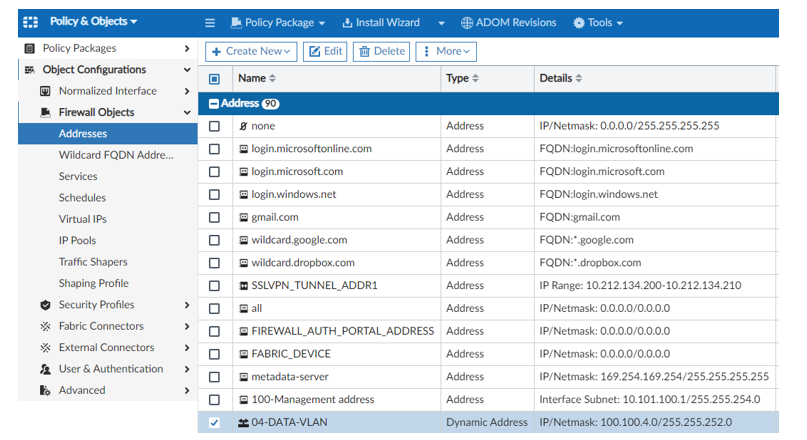 Policy & Objects
Policy Package
Install Wizard
ADOM Revisions
Tools
Policy Packages
Object Configurations
Normalized Interface
Firewall Objects
Addresses
Wildcard FQDN Addre...
Services
Schedules
Virtual IPs
IP Pools
Traffic Shapers
Shaping Profile
Security Profiles
Fabric Connectors
External Connectors
User & Authentication
Advanced
Create New Edit Delete More
Name Type Details
Address 90
none Address IP/Netmask: 0.0.0.0/255.255.255.255
login.microsoftonline.com Address FQDN:login.microsoftonline.com
login.microsoft.com Address FQDN:login.microsoft.com
login.windows.net Address FQDN:login.windows.net
gmail.com Address FQDN:gmail.com
wildcard.google.com Address FQDN:*.google.com
wildcard.dropbox.com Address FQDN:*.dropbox.com
SSLVPN_TUNNEL_ADDR1 Address IP Range: 10.212.134.200-10.212.134.210
all Address IP/Netmask: 0.0.0.0/0.0.0.0
FIREWALL_AUTH_PORTAL_ADDRESS Address IP/Netmask: 0.0.0.0/0.0.0.0
FABRIC_DEVICE Address IP/Netmask: 0.0.0.0/0.0.0.0
metadata-server Address IP/Netmask: 169.254.169.254/255.255.255.255
100-Management address Address Interface Subnet: 10.101.100.1/255.255.254.0
04-DATA-VLAN Dynamic Address IP/Netmask: 100.100.4.0/255.255.252.0